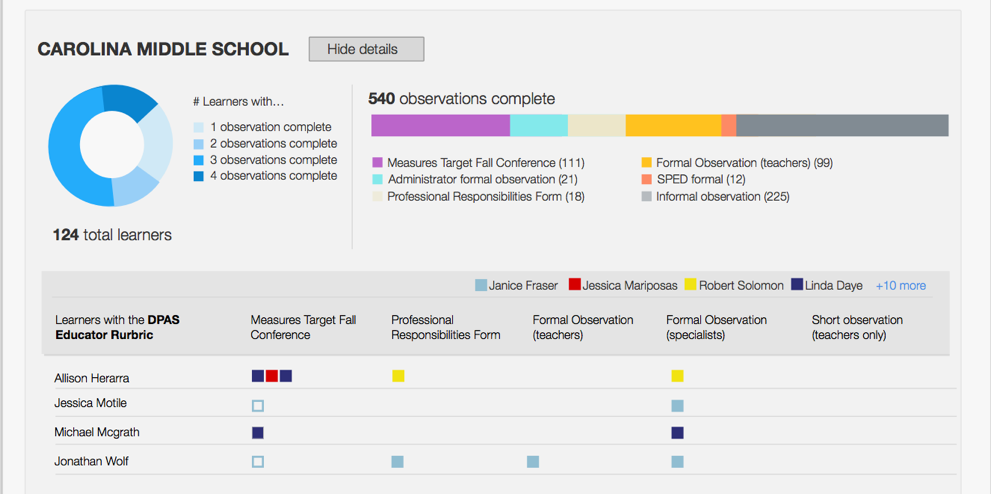 CAROLINA MIDDLE SCHOOL
Hide details
# Learners with...
1 observation complete
2 observations complete
3 observations complete
4 observations complete
124 total learners
540 observations complete
Measures Target Fall Conference (111)
Administrator formal observation (21)
Professional Responsibilities Form (18)
Formal Observation (teachers) (99)
SPED formal (12)
Informal observation (225)
Janice Fraser
Jessica Mariposas
Robert Solomon
Linda Daye
+10 more
Learners with the DPAS
Educator Rurbric
Measures Target Fall
Conference
Professional
Responsibilities Form
Formal Observation
(teachers)
Formal Observation
(specialists)
Short observation
(teachers only)
Allison Herarra
Jessica Motile
Michael Mcgrath
Jonathan Wolf